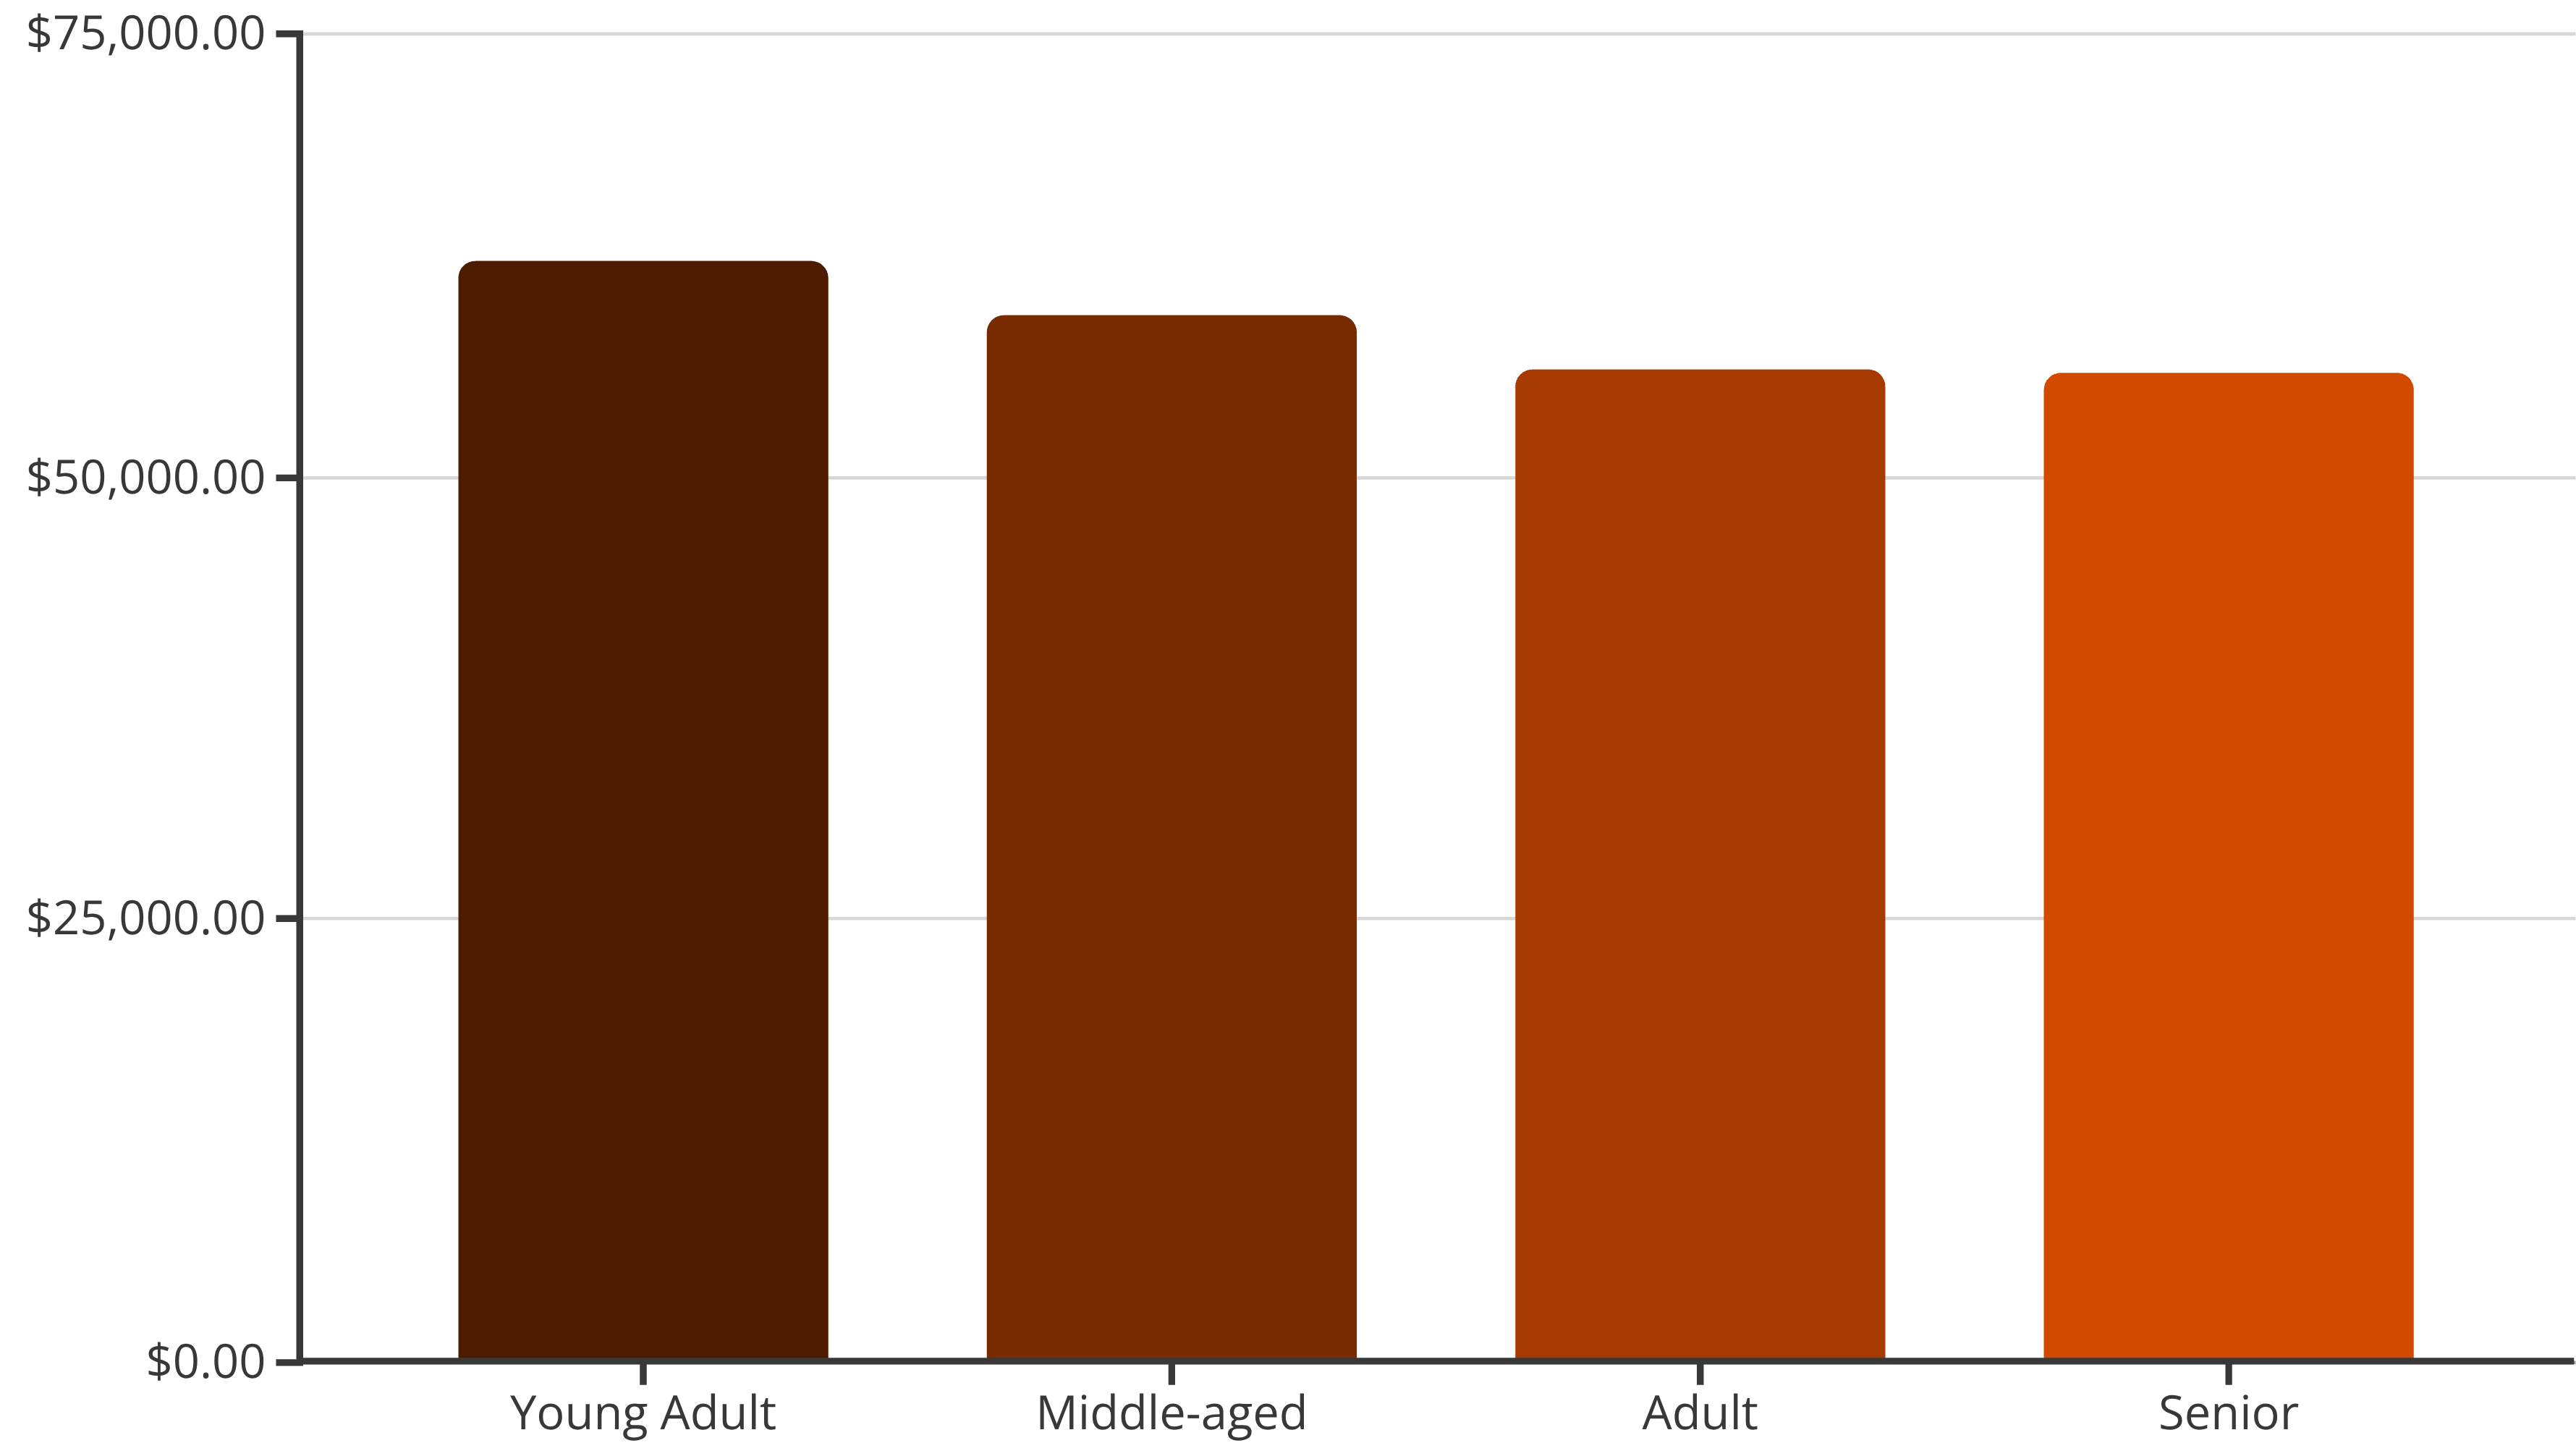 $75,000.00
$50,000.00
$25,000.00
$0.00
Young Adult
Middle-aged
Adult
Senior